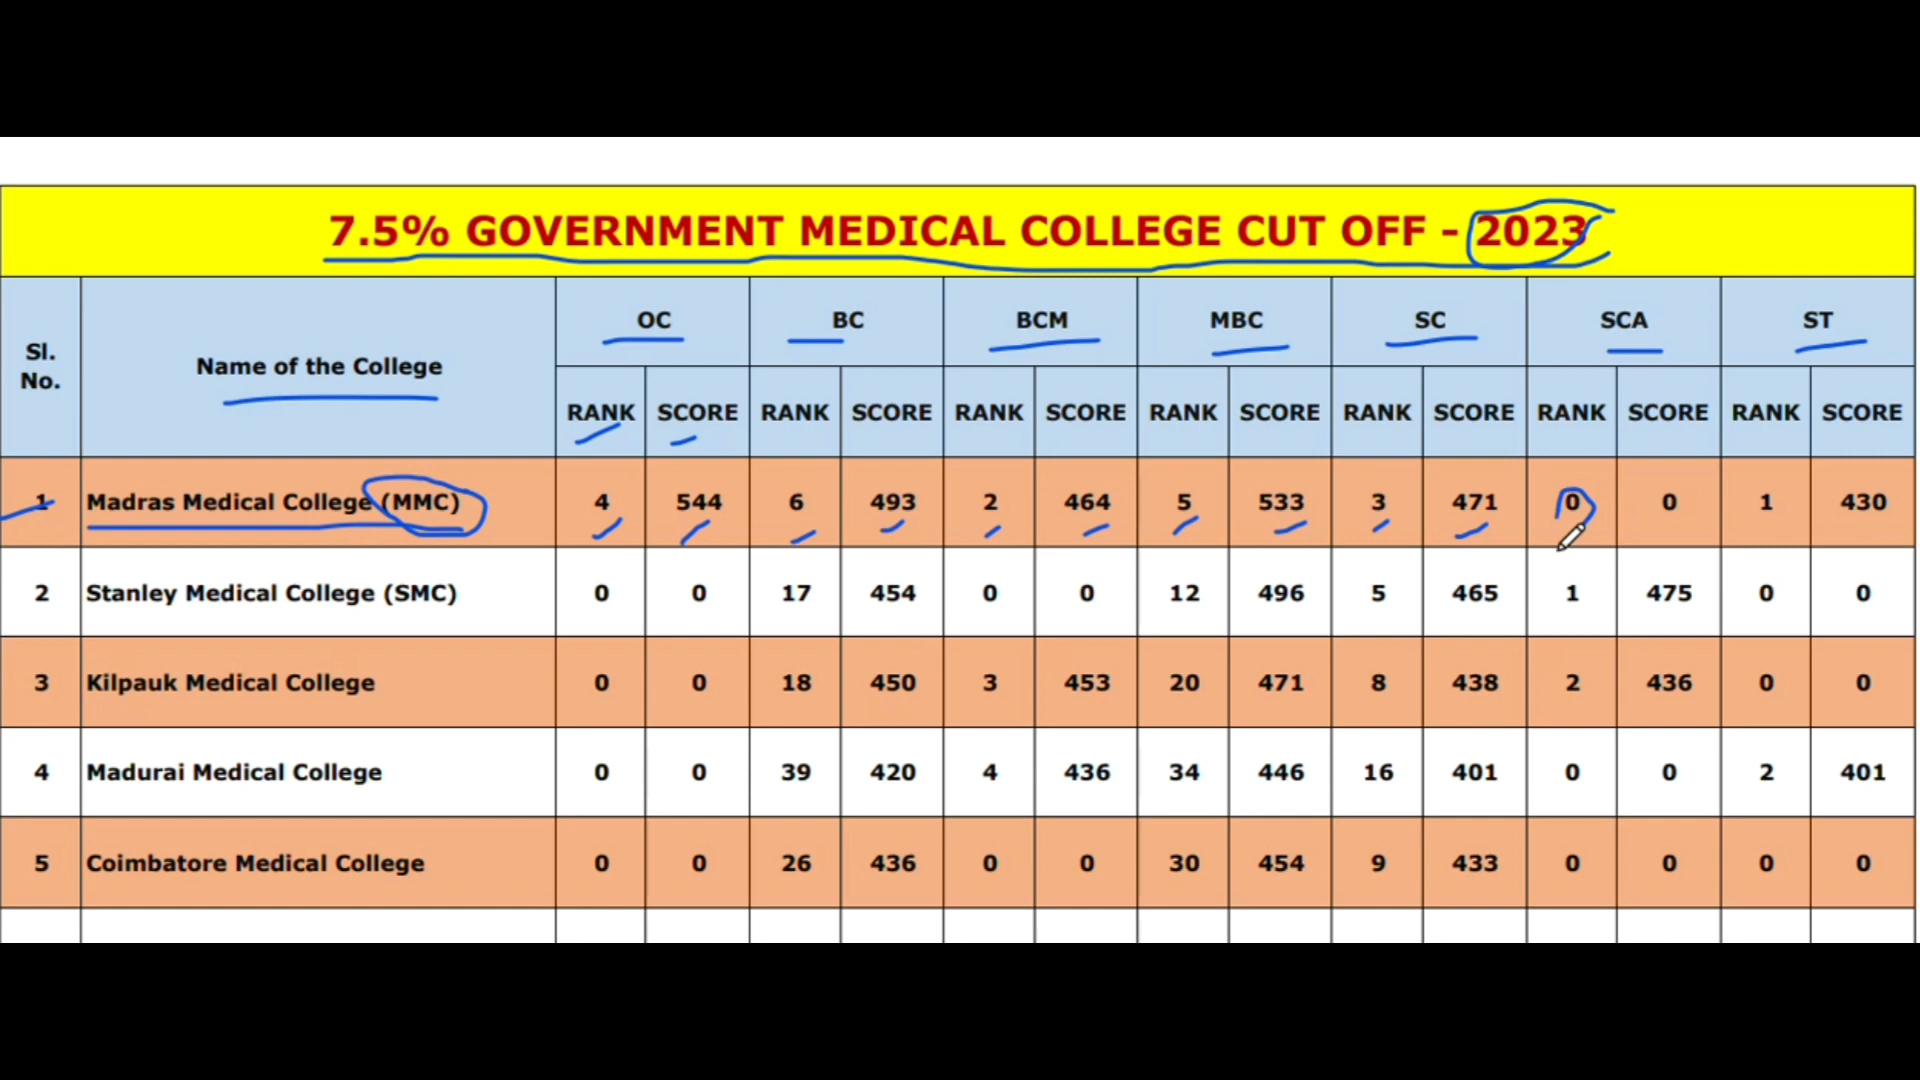 7.5% GOVERNMENT MEDICAL COLLEGE CUT OFF - 2023
Sl. No. Name of the College OC BC BCM MBC SC SCA ST
RANK SCORE RANK SCORE RANK SCORE RANK SCORE RANK SCORE RANK SCORE RANK SCORE
1 Madras Medical College (MMC) 4 544 6 493 2 464 5 533 3 471 0 0 1 430
2 Stanley Medical College (SMC) 0 0 17 454 0 0 12 496 5 465 1 475 0 0
3 Kilpauk Medical College 0 0 18 450 3 453 20 471 8 438 2 436 0 0
4 Madurai Medical College 0 0 39 420 4 436 34 446 16 401 0 0 2 401
5 Coimbatore Medical College 0 0 26 436 0 0 30 454 9 433 0 0 0 0